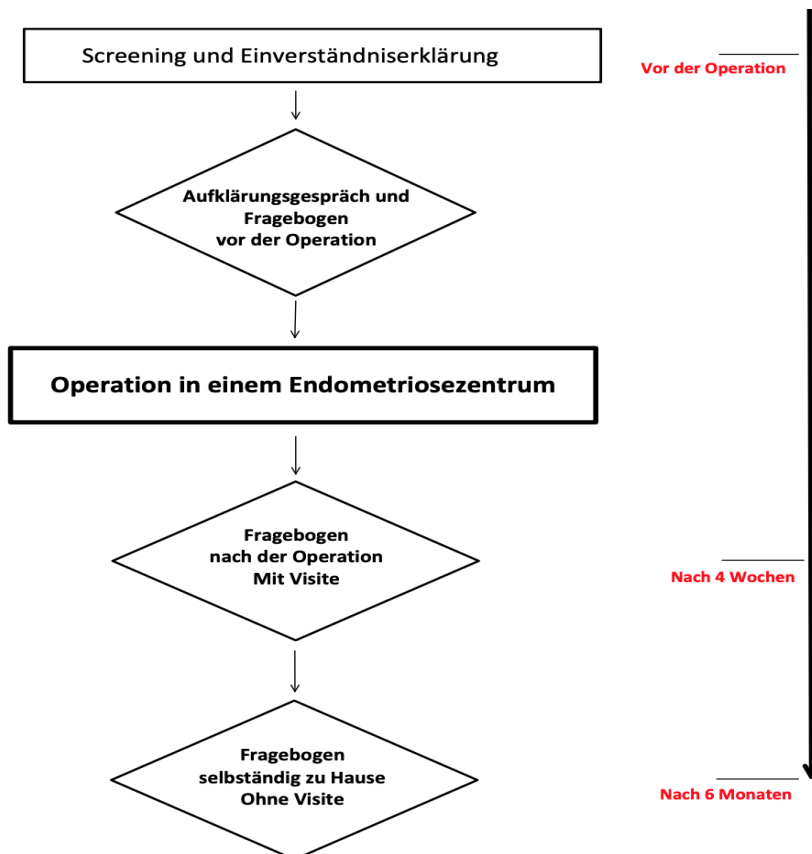 Screening und Einverständniserklärung
Vor der Operation
Aufklärungsgespräch und
Fragebogen
vor der Operation
Operation in einem Endometriosezentrum
Fragebogen
nach der Operation
Mit Visite
Nach 4 Wochen
Fragebogen
selbständig zu Hause
Ohne Visite
Nach 6 Monaten